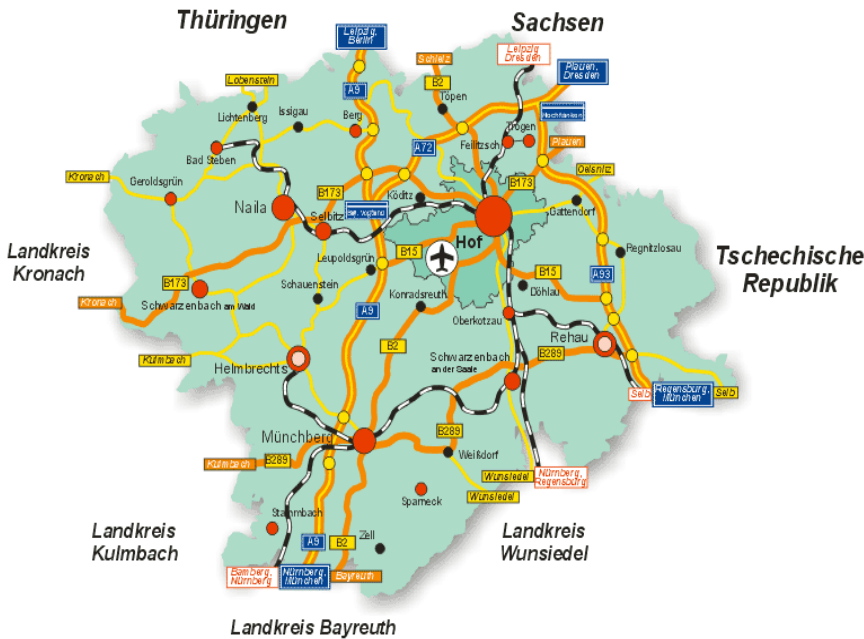 Thüringen
Sachsen
Leipzig,
Berlin
Leipzig
Dresden
Schleiz
Plauen,
Dresden
Lobenstein
B2
A9
Lichtenberg
Issigau
Berg
Töpen
Plauen
Bad Steben
A72
Feilitzsch
Trogen
Oelsnitz
Kronach
Geroldsgrün
B173
Köditz
B173
Naila
Selbitz
Gattendorf
Landkreis
Kronach
B15
Hof
Regnitzlosau
Tschechische
Republik
Leupoldsgrün
B15
A93
B173
Schauenstein
Konradsreuth
Döhlau
Kronach
Schwarzenbach am Wald
A9
Oberkotzau
Rehau
Kulmbach
Helmbrechts
B2
Schwarzenbach
an der Saale
B289
Selb
Regensburg,
München
Selb
Münchberg
B289
Kulmbach
B289
Weißdorf
Wunsiedel
Nürnberg,
Regensburg
Wunsiedel
Sparneck
Landkreis
Kulmbach
Stammbach
Zell
Landkreis
Wunsiedel
A9
B2
Bamberg,
Nürnberg
Nürnberg,
München
Bayreuth
Landkreis Bayreuth